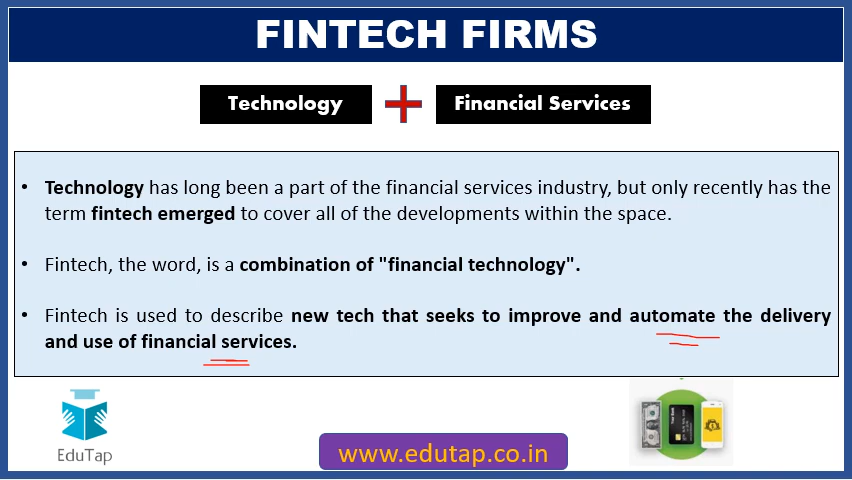 FINTECH FIRMS
Technology
Financial Services
• Technology has long been a part of the financial services industry, but only recently has the
term fintech emerged to cover all of the developments within the space.
• Fintech, the word, is a combination of "financial technology".
• Fintech is used to describe new tech that seeks to improve and automate the delivery
and use of financial services.
EduTap
www.edutap.co.in